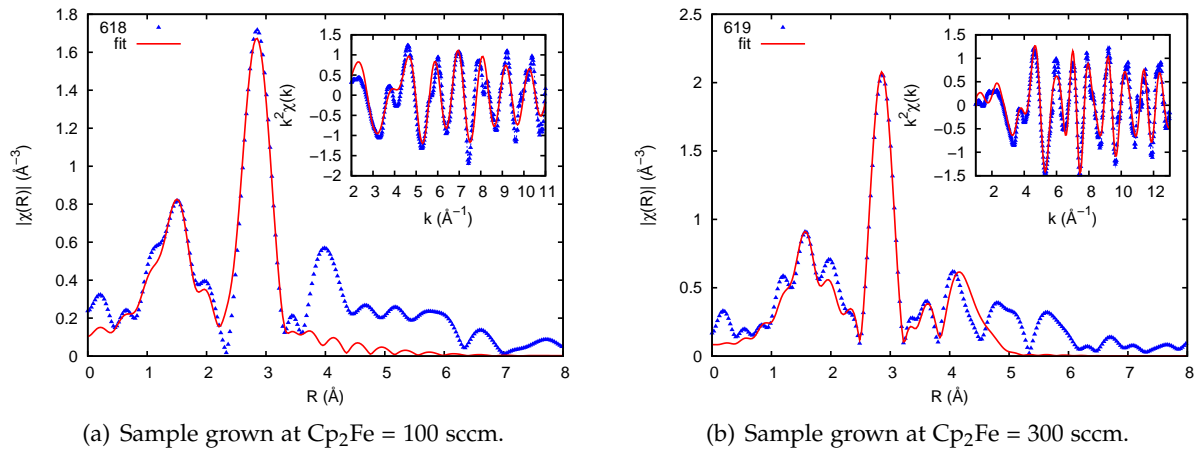 618
fit
|χ(R)| (Å⁻³)
0
0.2
0.4
0.6
0.8
1
1.2
1.4
1.6
1.8
0 1 2 3 4 5 6 7 8
R (Å)
k²χ(k)
−2
−1.5
−1
−0.5
0
0.5
1
1.5
2 3 4 5 6 7 8 9 10 11
k (Å⁻¹)
(a) Sample grown at Cp₂Fe = 100 sccm.
619
fit
|χ(R)| (Å⁻³)
0
0.5
1
1.5
2
2.5
0 1 2 3 4 5 6 7 8
R (Å)
k²χ(k)
−1.5
−1
−0.5
0
0.5
1
1.5
2 4 6 8 10 12
k (Å⁻¹)
(b) Sample grown at Cp₂Fe = 300 sccm.